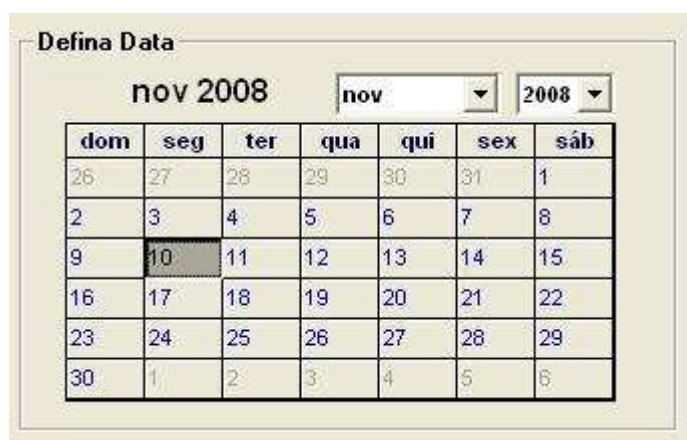 Defina Data
nov 2008 nov 2008
dom seg ter qua qui sex sáb
26 27 28 29 30 31 1
2 3 4 5 6 7 8
9 10 11 12 13 14 15
16 17 18 19 20 21 22
23 24 25 26 27 28 29
30 1 2 3 4 5 6